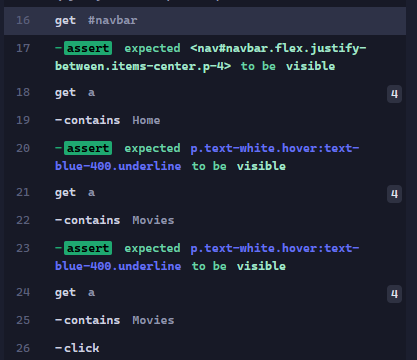 16 get #navbar
17 -assert expected <nav#navbar.flex.justify-
between.items-center.p-4> to be visible
18 get a 4
19 -contains Home
20 -assert expected p.text-white.hover:text-
blue-400.underline to be visible
21 get a 4
22 -contains Movies
23 -assert expected p.text-white.hover:text-
blue-400.underline to be visible
24 get a 4
25 -contains Movies
26 -click